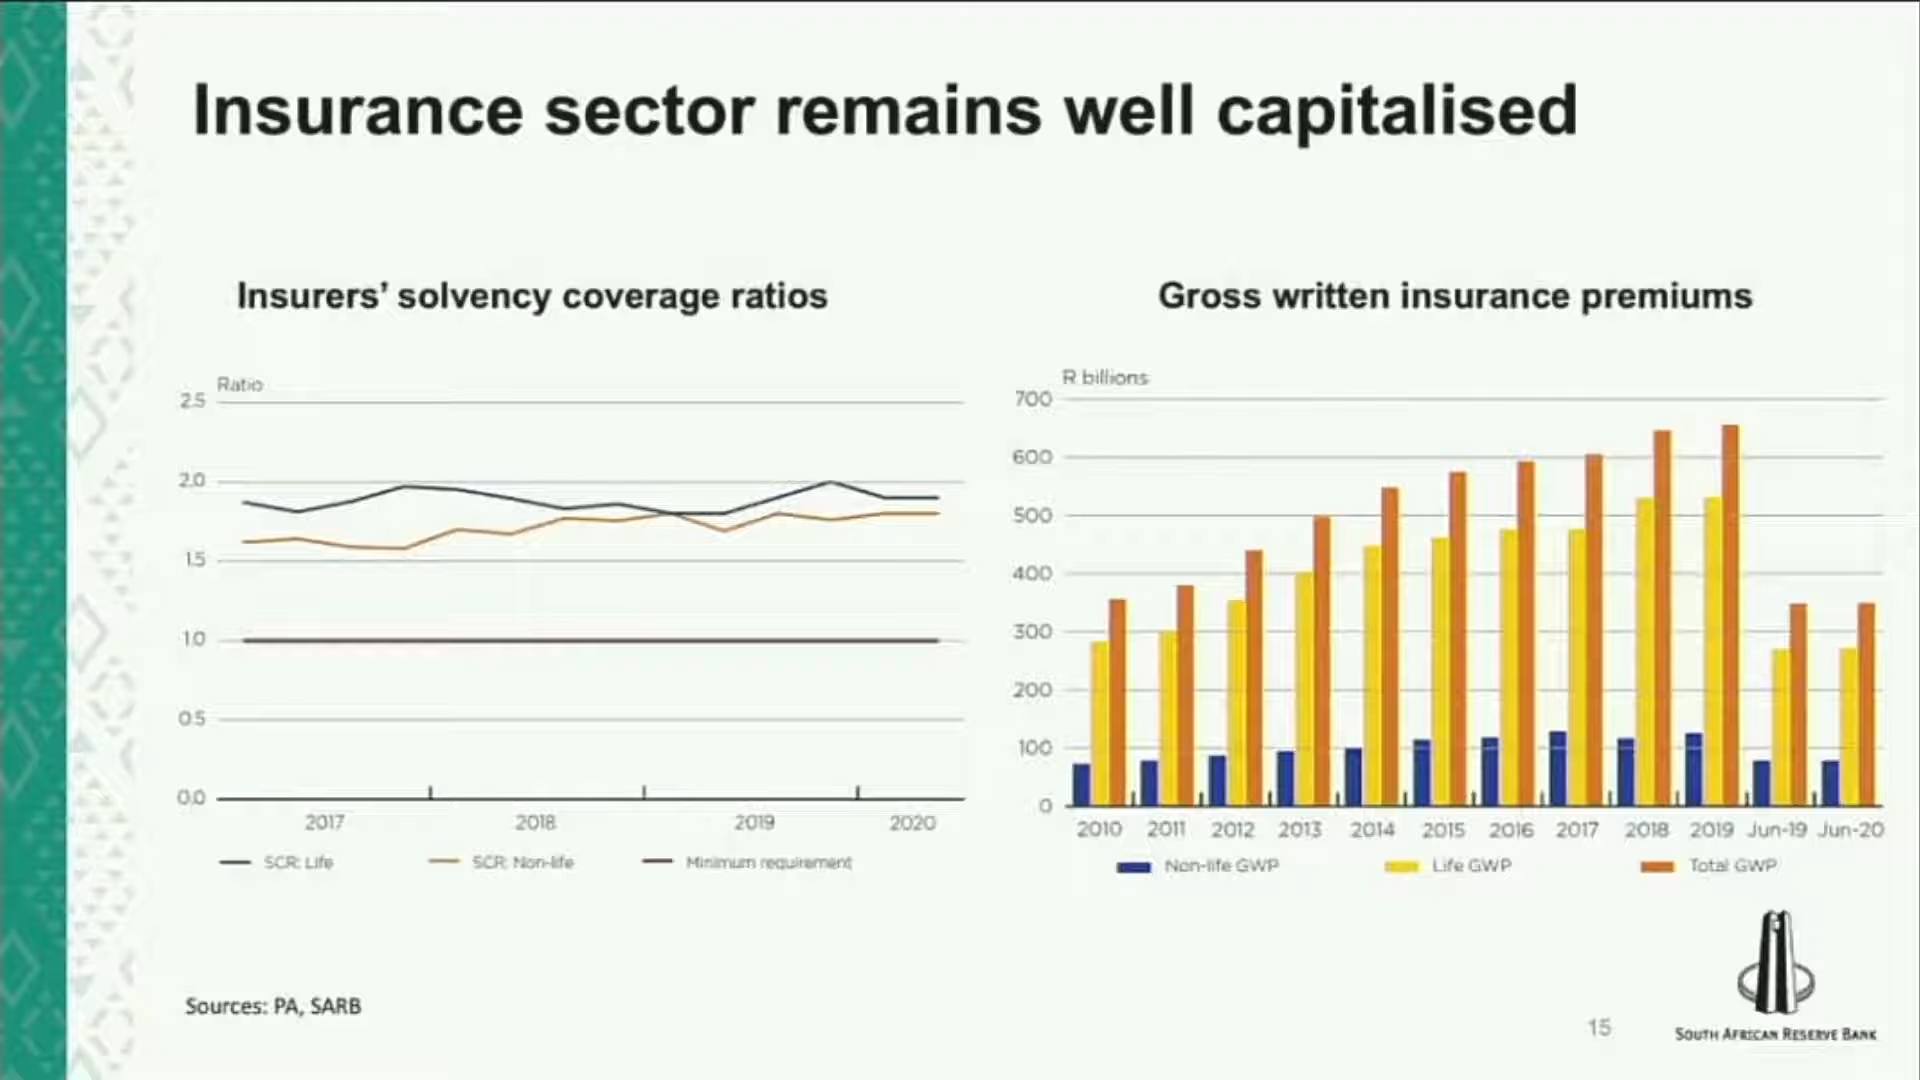 Insurance sector remains well capitalised
Insurers' solvency coverage ratios
Ratio
2.5
2.0
1.5
1.0
0.5
0.0
2017 2018 2019 2020
SCR: Life SCR: Non-life Minimum requirement
Gross written insurance premiums
R billions
700
600
500
400
300
200
100
0
2010 2011 2012 2013 2014 2015 2016 2017 2018 2019 Jun-19 Jun-20
Non-life GWP Life GWP Total GWP
Sources: PA, SARB
15
SOUTH AFRICAN RESERVE BANK